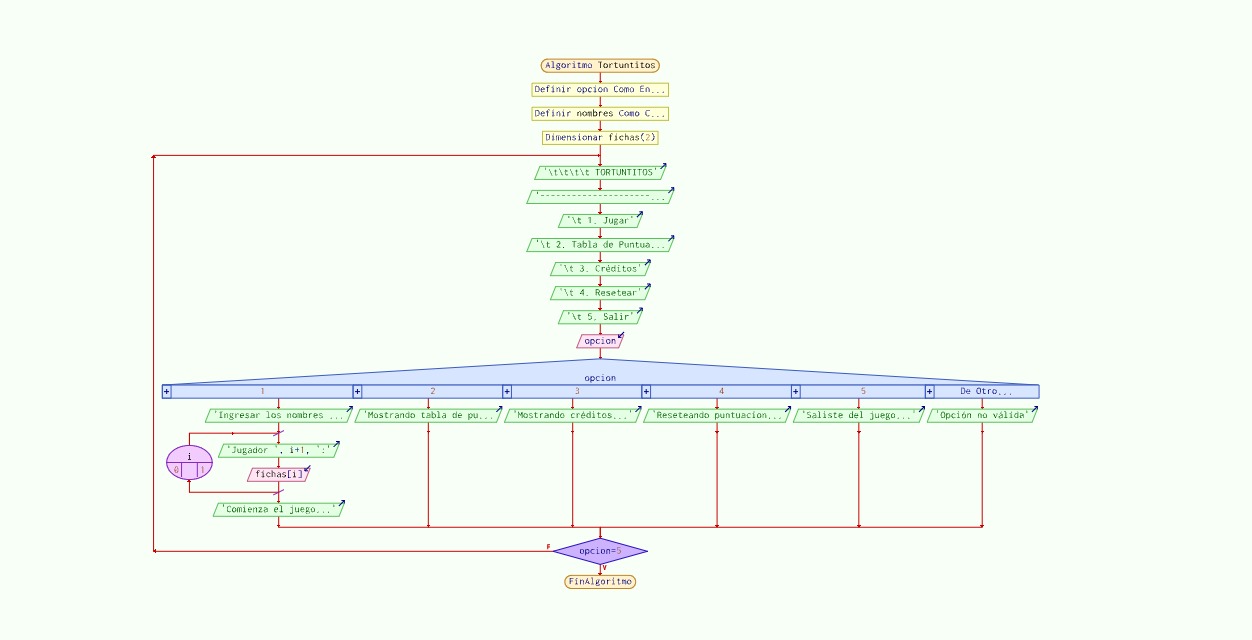 Algoritmo Tortuntitos
Definir opcion Como En...
Definir nombres Como C...
Dimensionar fichas(2)
'\t\t\t\t TORTUNTITOS'
'---------------------...
'\t 1. Jugar'
'\t 2. Tabla de Puntua...
'\t 3. Créditos'
'\t 4. Resetear'
'\t 5. Salir'
opcion
opcion
+ 1 + 2 + 3 + 4 + 5 + De Otro...
'Ingresar los nombres ... 'Mostrando tabla de pu... 'Mostrando créditos... 'Reseteando puntuacion... 'Saliste del juego... 'Opción no válida'
'Jugador ', i+1, ':'
i
0 1
fichas[i]
'Comienza el juego...'
F opcion=5
V
FinAlgoritmo